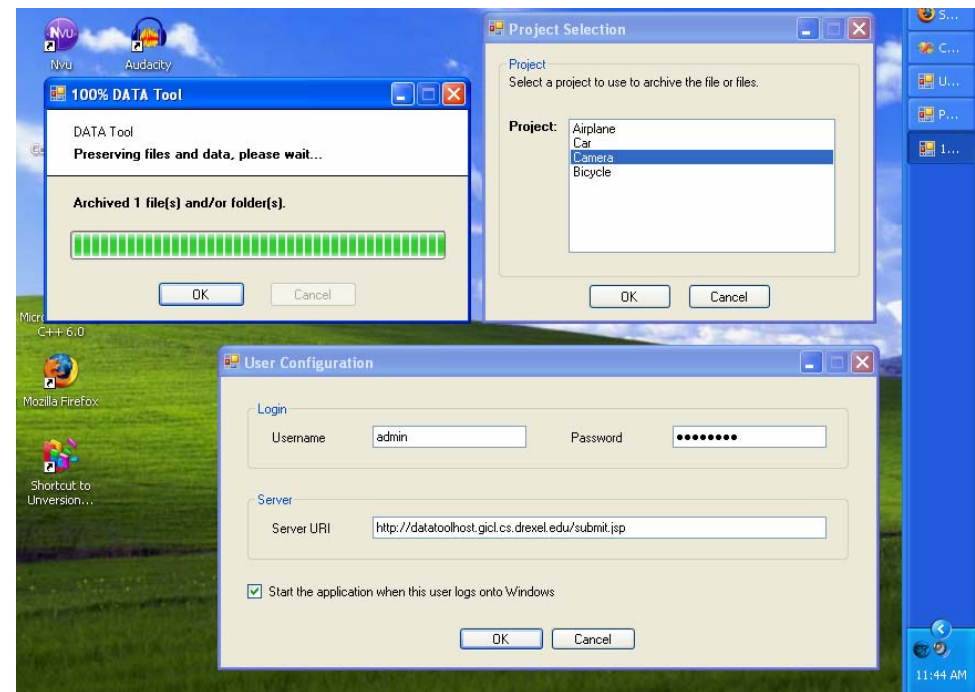 Nvu
Audacity
100% DATA Tool
DATA Tool
Preserving files and data, please wait...
Archived 1 file(s) and/or folder(s).
OK
Cancel
Project Selection
Project
Select a project to use to archive the file or files.
Project:
Airplane
Car
Camera
Bicycle
OK
Cancel
C++ 6.0
Mozilla Firefox
Shortcut to
Unversion...
User Configuration
Login
Username
admin
Password
Server
Server URI
http://datatoolhost.gicl.cs.drexel.edu/submit.jsp
Start the application when this user logs onto Windows
OK
Cancel
S...
C...
U...
P...
1...
11:44 AM